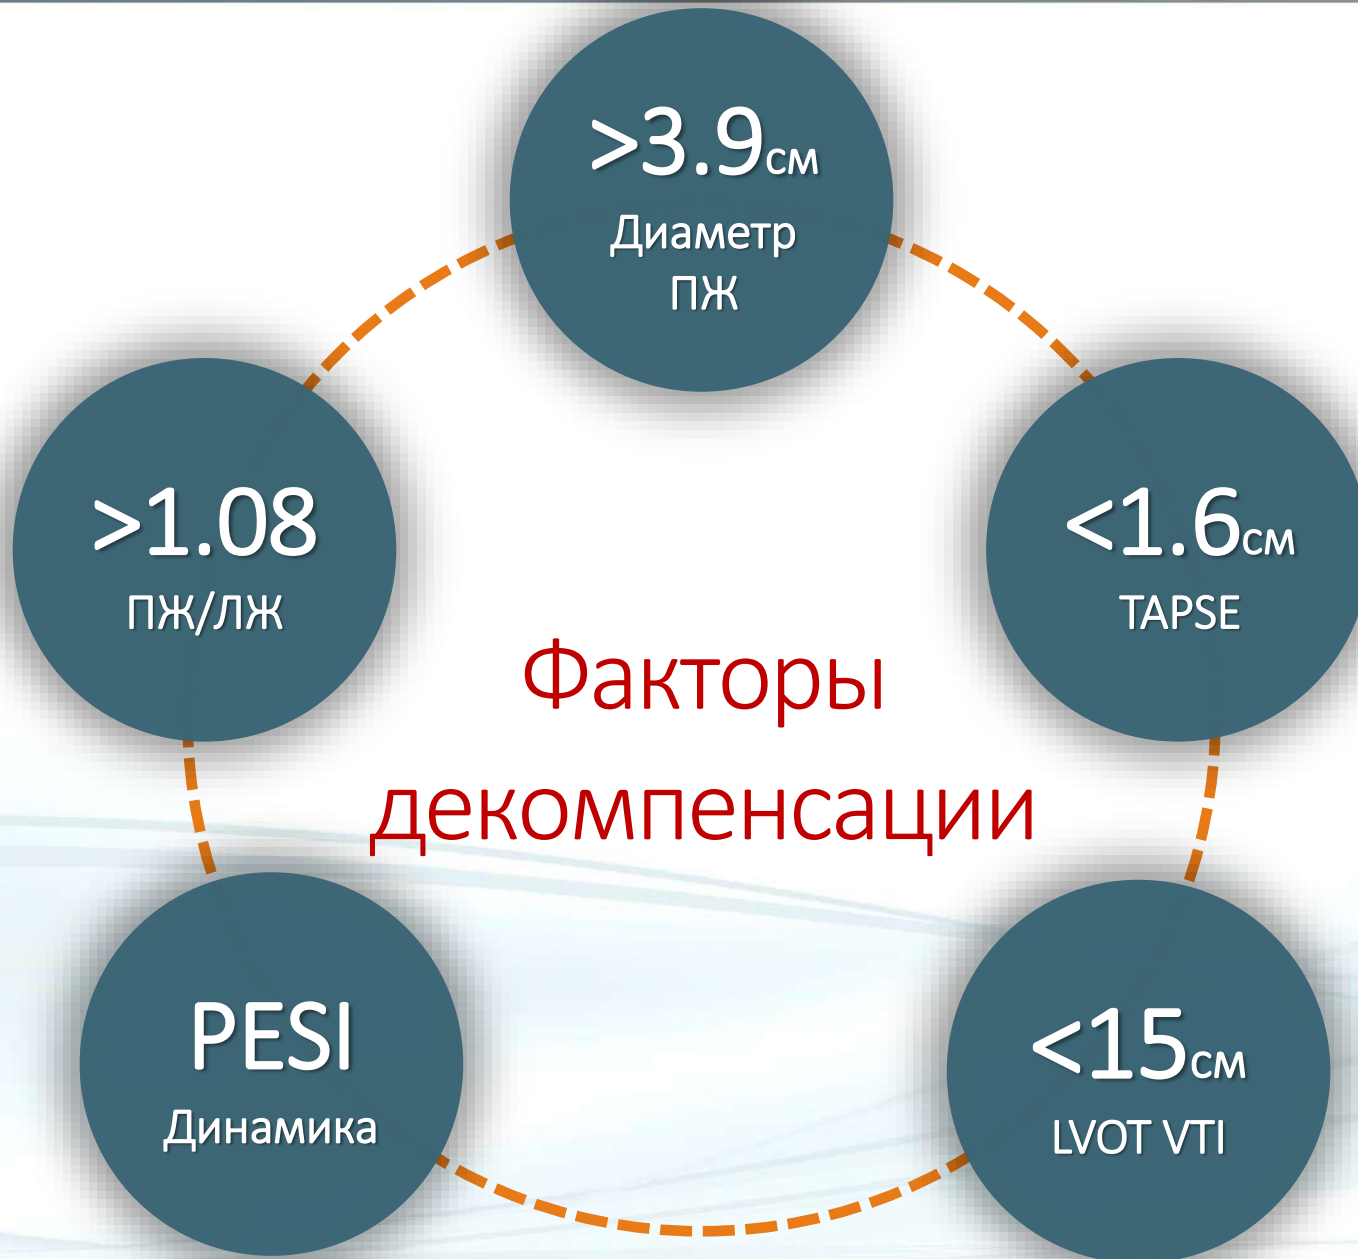 >3.9см
Диаметр
ПЖ
>1.08
ПЖ/ЛЖ
<1.6см
TAPSE
Факторы
декомпенсации
PESI
Динамика
<15см
LVOT VTI